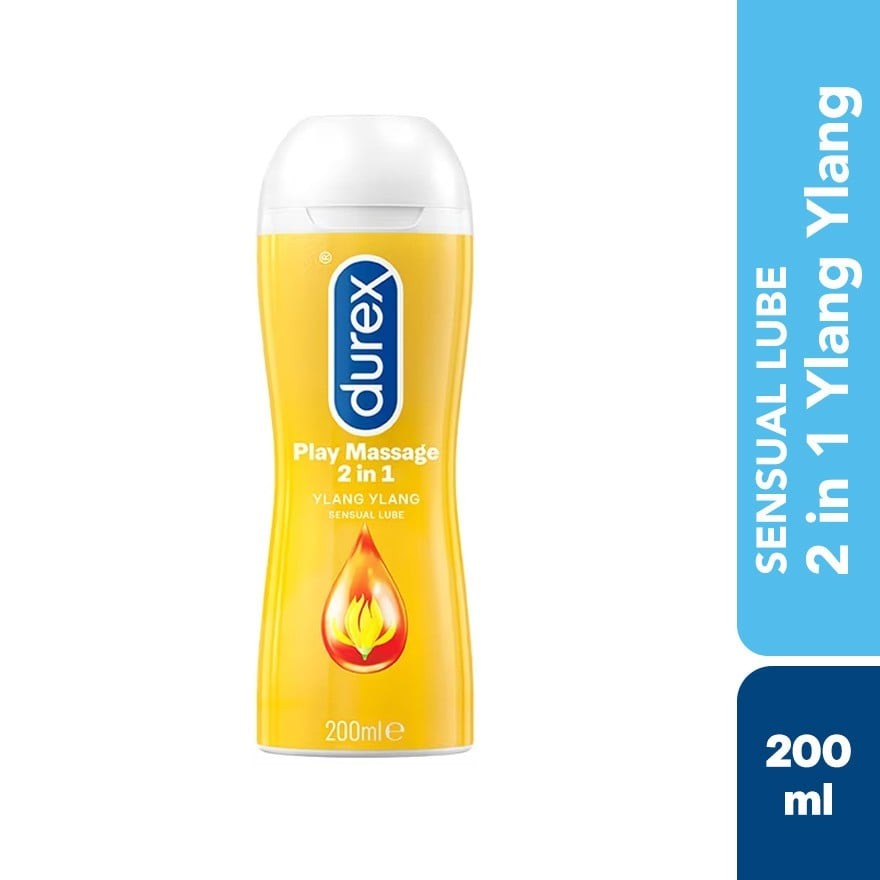 ®
durex
Play Massage
2 in 1
YLANG YLANG
SENSUAL LUBE
200ml℮
SENSUAL LUBE
2 in 1 Ylang Ylang
200
ml